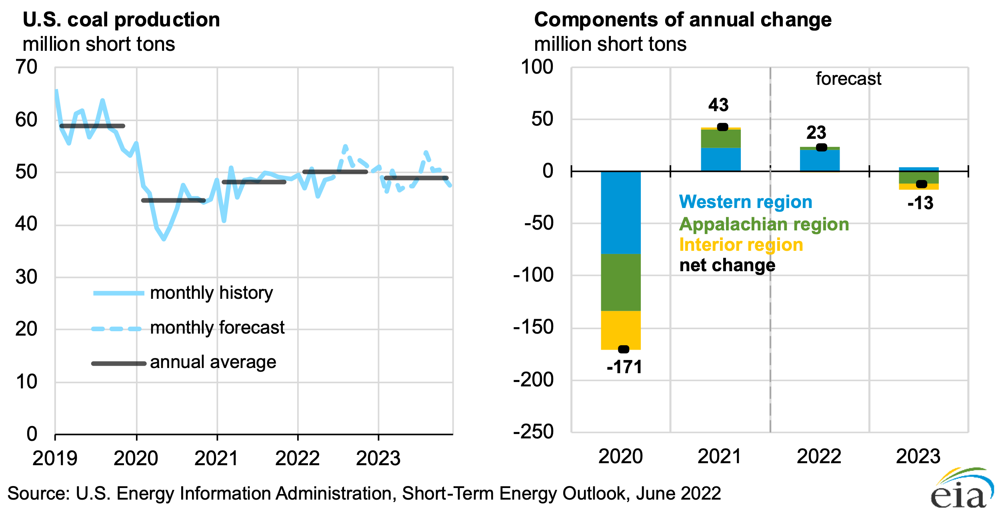 U.S. coal production
million short tons
70
60
50
40
30
20
10
0
2019 2020 2021 2022 2023
monthly history
monthly forecast
annual average
Components of annual change
million short tons
100
50
0
-50
-100
-150
-200
-250
forecast
43
23
-13
-171
Western region
Appalachian region
Interior region
net change
2020 2021 2022 2023
Source: U.S. Energy Information Administration, Short-Term Energy Outlook, June 2022
eia